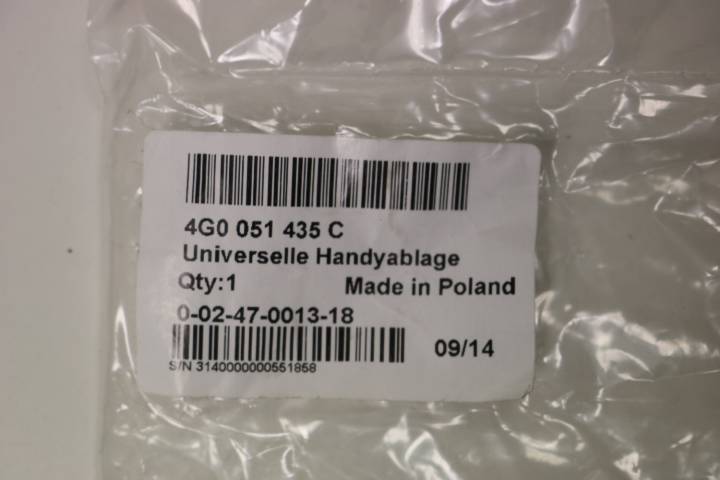 4G0 051 435 C
Universelle Handyablage
Qty:1 Made in Poland
0-02-47-0013-18
09/14
S/N 3140000000551858